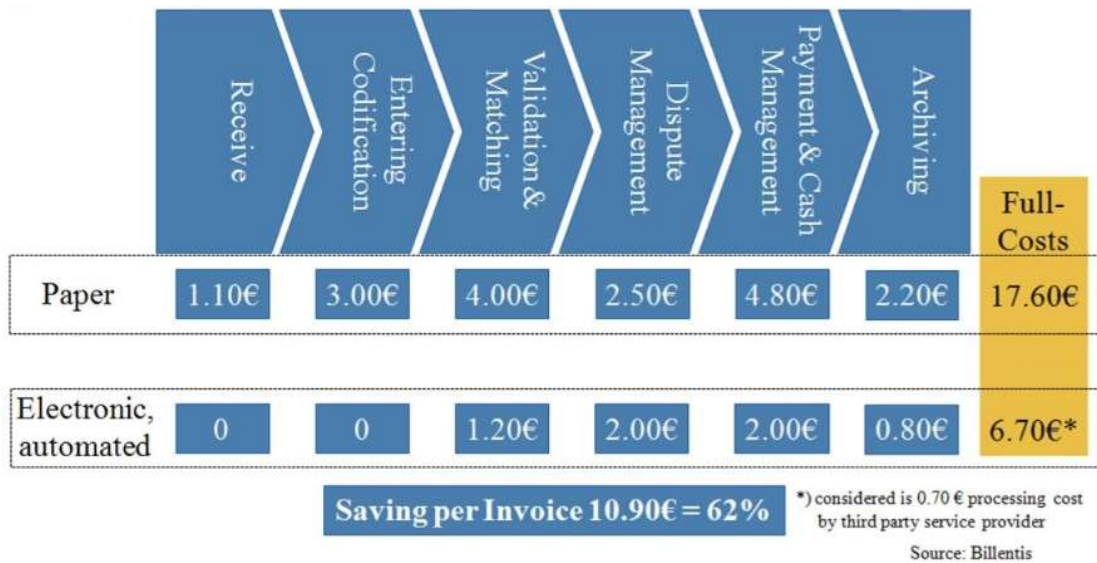 Receive
Entering
Codification
Validation &
Matching
Dispute
Management
Payment & Cash
Management
Archiving
Full-
Costs
Paper
1.10€
3.00€
4.00€
2.50€
4.80€
2.20€
17.60€
Electronic,
automated
0
0
1.20€
2.00€
2.00€
0.80€
6.70€*
Saving per Invoice 10.90€ = 62%
*) considered is 0.70 € processing cost
by third party service provider
Source: Billentis